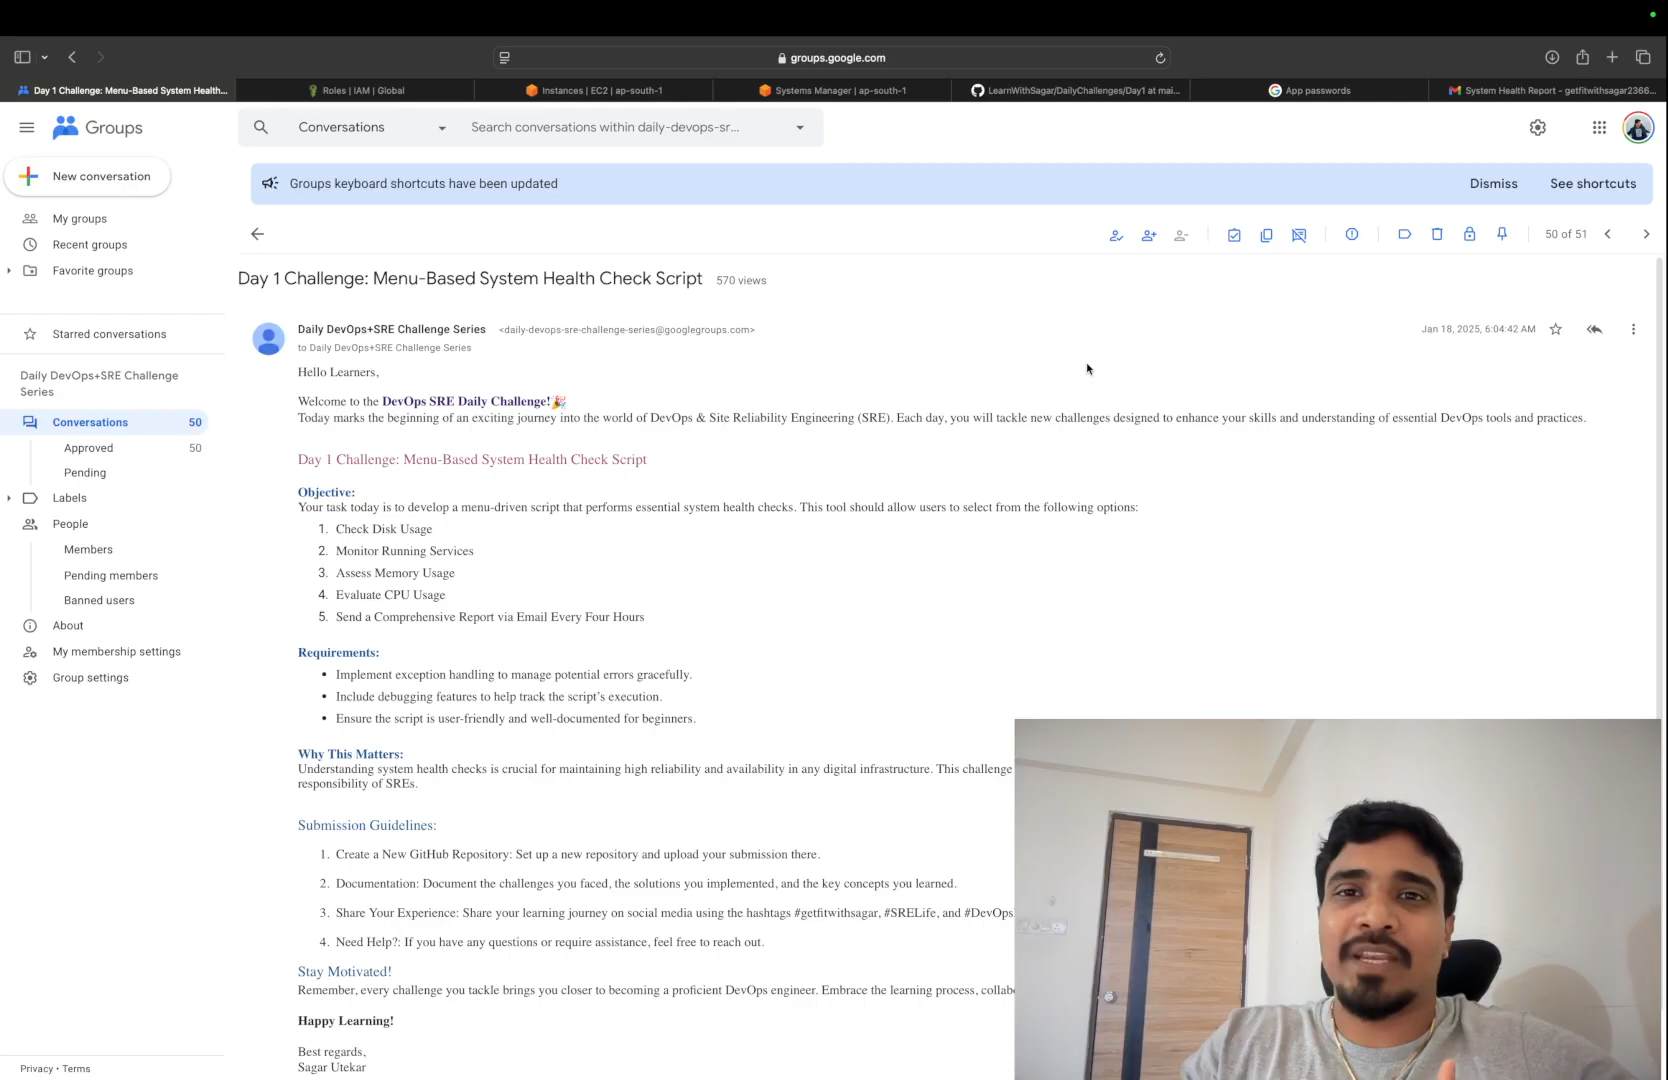 groups.google.com
Day 1 Challenge: Menu-Based System Health...
Roles | IAM | Global
Instances | EC2 | ap-south-1
Systems Manager | ap-south-1
LearnWithSagar/DailyChallenges/Day1 at mai...
App passwords
System Health Report - getfitwithsagar2366...
Groups
Conversations
Search conversations within daily-devops-sr...
New conversation
My groups
Recent groups
Favorite groups
Starred conversations
Daily DevOps+SRE Challenge
Series
Conversations 50
Approved 50
Pending
Labels
People
Members
Pending members
Banned users
About
My membership settings
Group settings
Privacy • Terms
Groups keyboard shortcuts have been updated
Dismiss
See shortcuts
50 of 51
Day 1 Challenge: Menu-Based System Health Check Script 570 views
Daily DevOps+SRE Challenge Series <daily-devops-sre-challenge-series@googlegroups.com>
Jan 18, 2025, 6:04:42 AM
to Daily DevOps+SRE Challenge Series
Hello Learners,
Welcome to the DevOps SRE Daily Challenge!🎉
Today marks the beginning of an exciting journey into the world of DevOps & Site Reliability Engineering (SRE). Each day, you will tackle new challenges designed to enhance your skills and understanding of essential DevOps tools and practices.
Day 1 Challenge: Menu-Based System Health Check Script
Objective:
Your task today is to develop a menu-driven script that performs essential system health checks. This tool should allow users to select from the following options:
1. Check Disk Usage
2. Monitor Running Services
3. Assess Memory Usage
4. Evaluate CPU Usage
5. Send a Comprehensive Report via Email Every Four Hours
Requirements:
• Implement exception handling to manage potential errors gracefully.
• Include debugging features to help track the script's execution.
• Ensure the script is user-friendly and well-documented for beginners.
Why This Matters:
Understanding system health checks is crucial for maintaining high reliability and availability in any digital infrastructure. This challenge
responsibility of SREs.
Submission Guidelines:
1. Create a New GitHub Repository: Set up a new repository and upload your submission there.
2. Documentation: Document the challenges you faced, the solutions you implemented, and the key concepts you learned.
3. Share Your Experience: Share your learning journey on social media using the hashtags #getfitwithsagar, #SRELife, and #DevOps
4. Need Help?: If you have any questions or require assistance, feel free to reach out.
Stay Motivated!
Remember, every challenge you tackle brings you closer to becoming a proficient DevOps engineer. Embrace the learning process, collab
Happy Learning!
Best regards,
Sagar Utekar